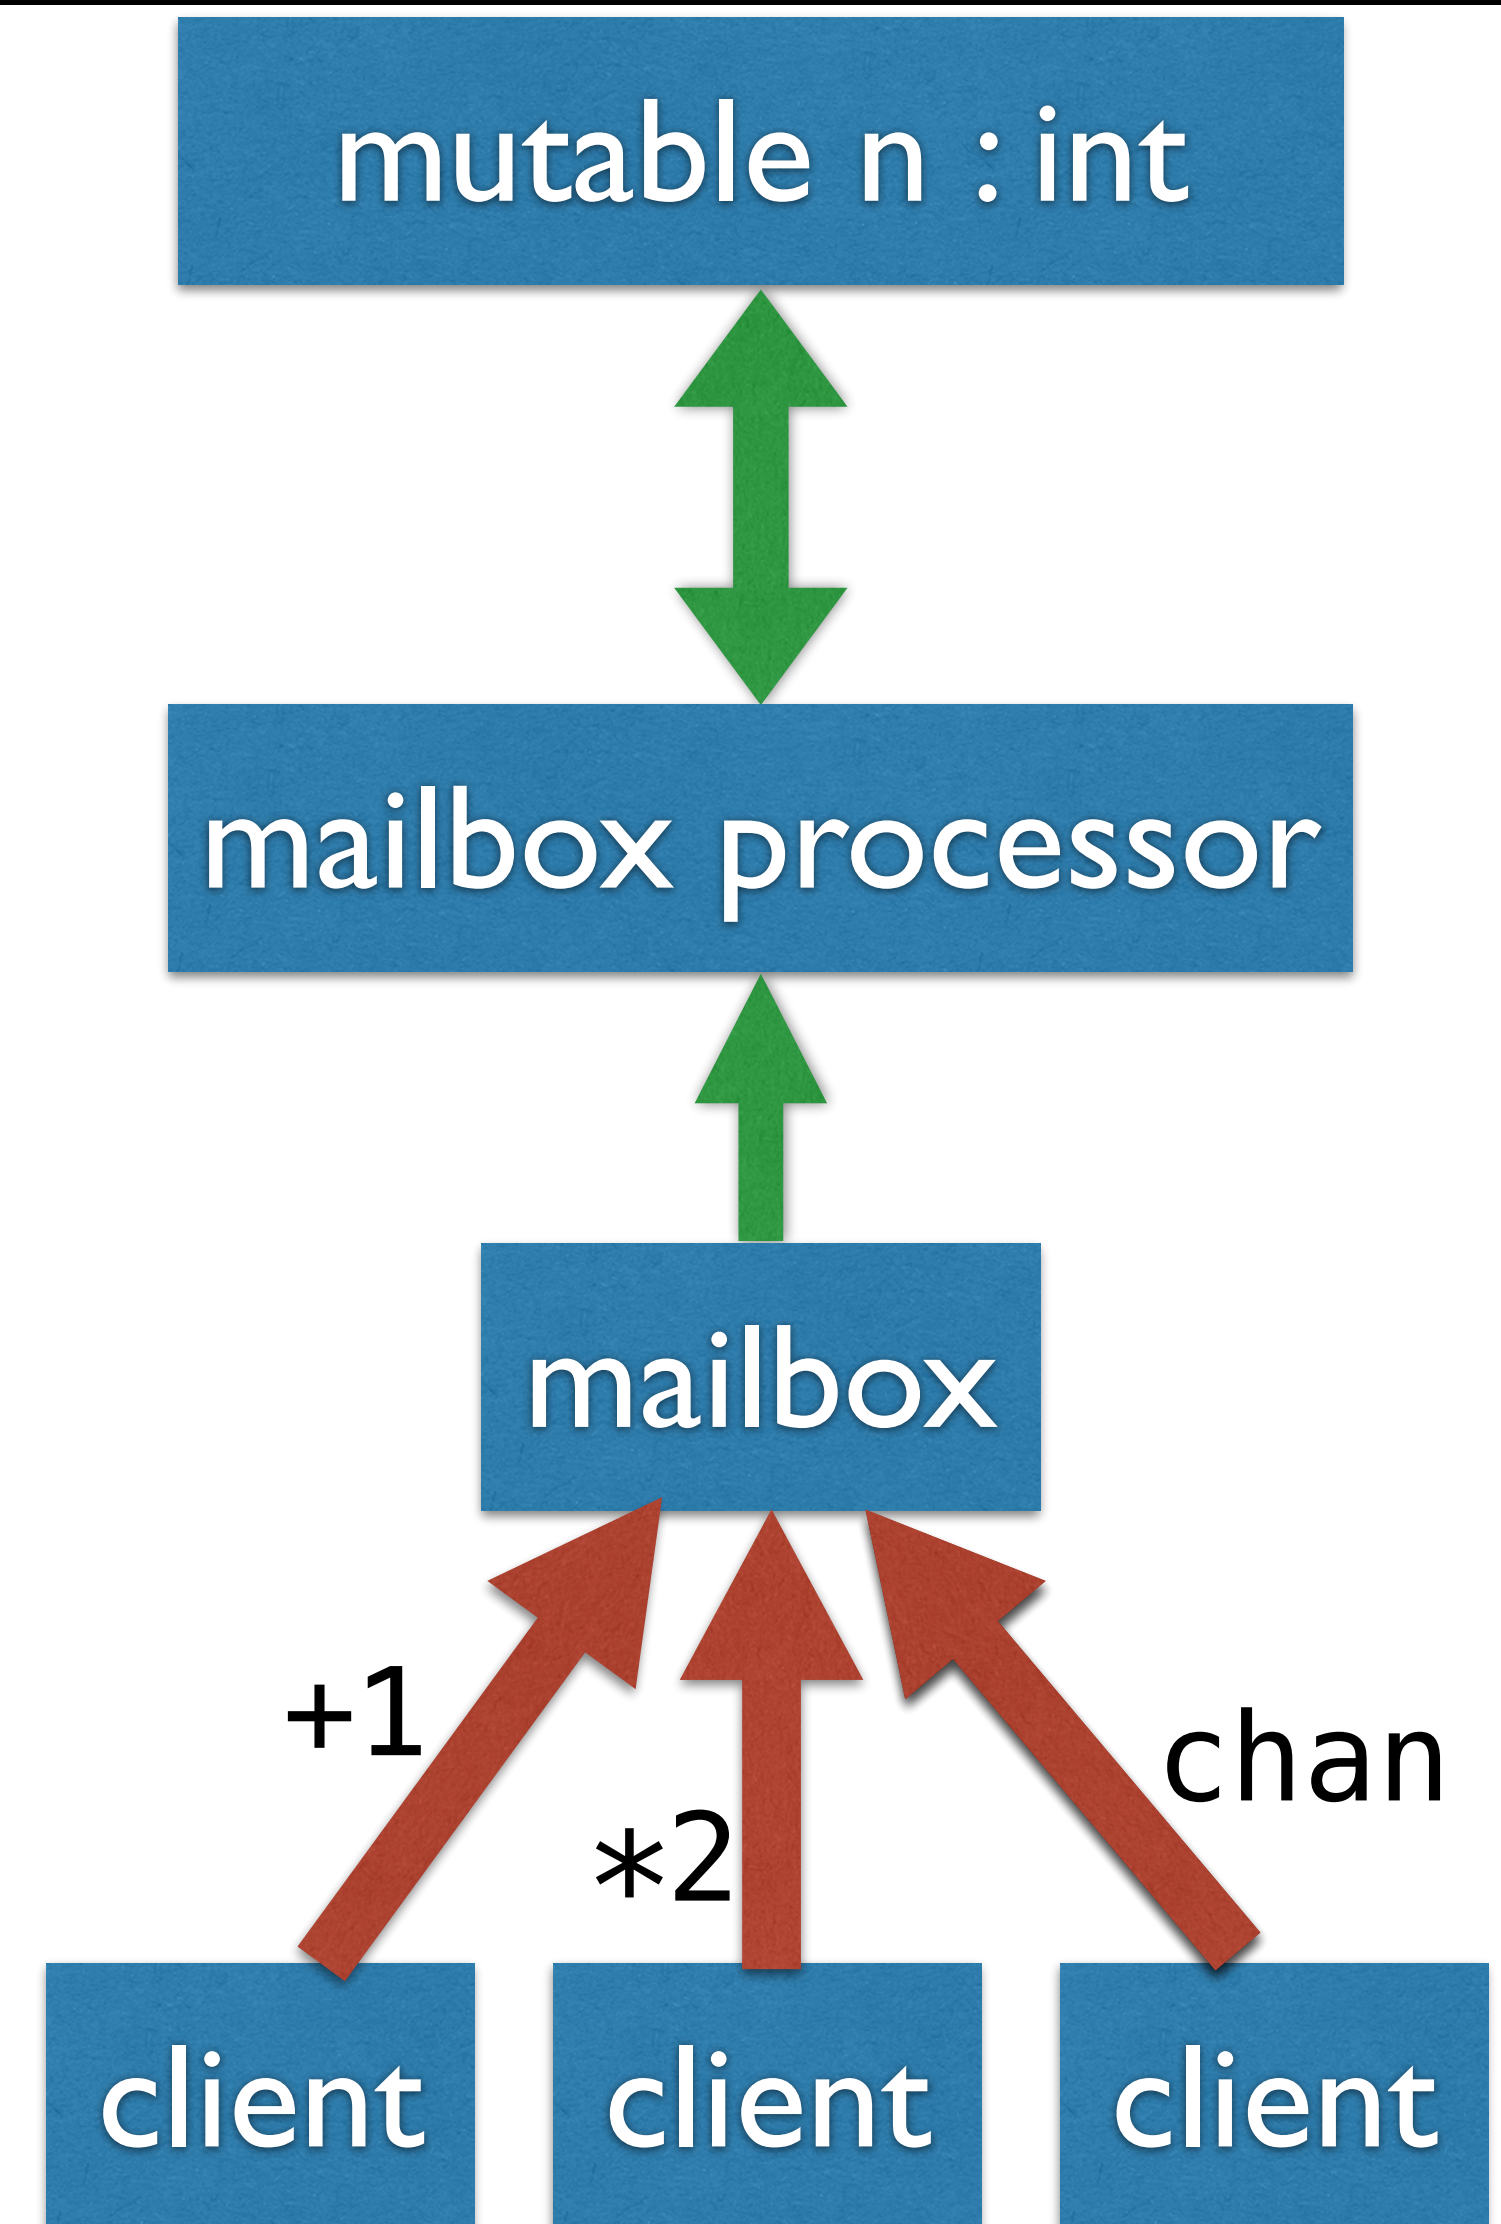 mutable n : int
mailbox processor
mailbox
+1
chan
*2
client client client